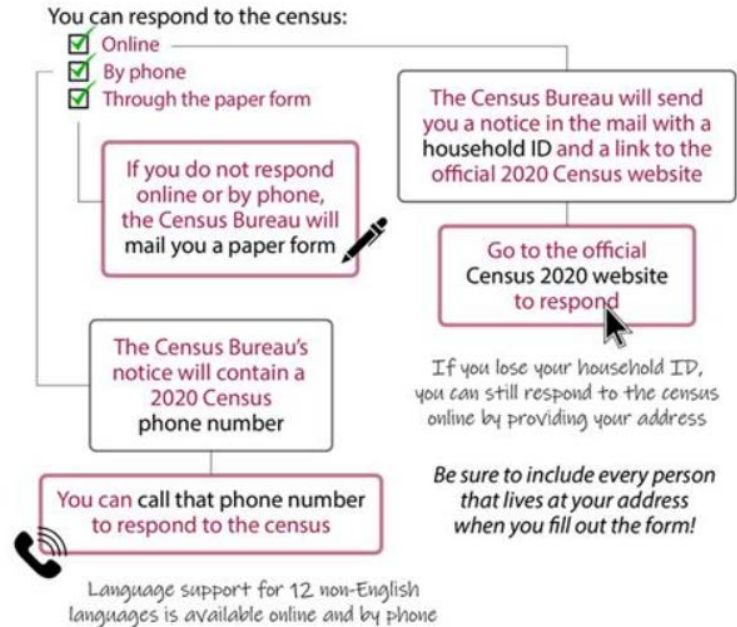 You can respond to the census:
Online
By phone
Through the paper form
If you do not respond
online or by phone,
the Census Bureau will
mail you a paper form
The Census Bureau's
notice will contain a
2020 Census
phone number
You can call that phone number
to respond to the census
Language support for 12 non-English
languages is available online and by phone
The Census Bureau will send
you a notice in the mail with a
household ID and a link to the
official 2020 Census website
Go to the official
Census 2020 website
to respond
If you lose your household ID,
you can still respond to the census
online by providing your address
Be sure to include every person
that lives at your address
when you fill out the form!